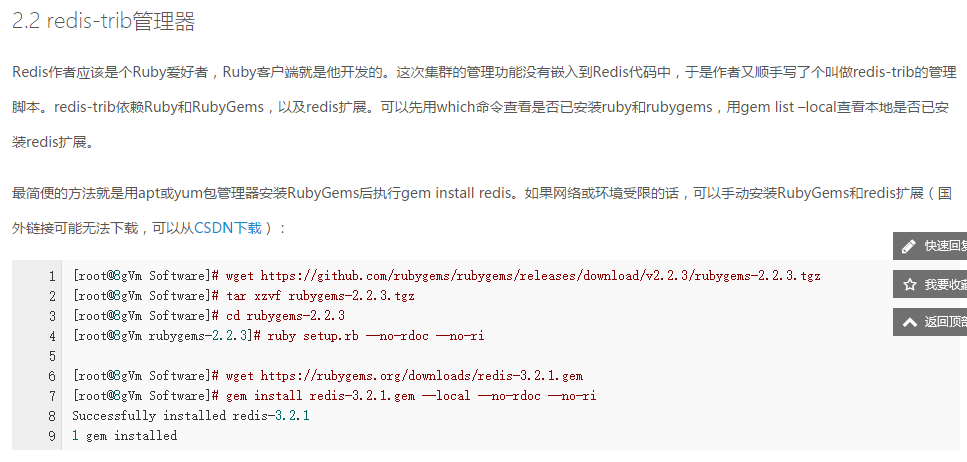 2.2 redis-trib管理器
Redis作者应该是个Ruby爱好者，Ruby客户端就是他开发的。这次集群的管理功能没有嵌入到Redis代码中，于是作者又顺手写了个叫做redis-trib的管理
脚本。redis-trib依赖Ruby和RubyGems，以及redis扩展。可以先用which命令查看是否已安装ruby和rubygems，用gem list –local查看本地是否已安
装redis扩展。
最简便的方法就是用apt或yum包管理器安装RubyGems后执行gem install redis。如果网络或环境受限的话，可以手动安装RubyGems和redis扩展（国
外链接可能无法下载，可以从CSDN下载）：
快速回复
1 [root@8gVm Software]# wget https://github.com/rubygems/rubygems/releases/download/v2.2.3/rubygems-2.2.3.tgz
我要收藏
2 [root@8gVm Software]# tar xzvf rubygems-2.2.3.tgz
3 [root@8gVm Software]# cd rubygems-2.2.3
返回顶部
4 [root@8gVm rubygems-2.2.3]# ruby setup.rb —no-rdoc —no-ri
5
6 [root@8gVm Software]# wget https://rubygems.org/downloads/redis-3.2.1.gem
7 [root@8gVm Software]# gem install redis-3.2.1.gem —local —no-rdoc —no-ri
8 Successfully installed redis-3.2.1
9 1 gem installed